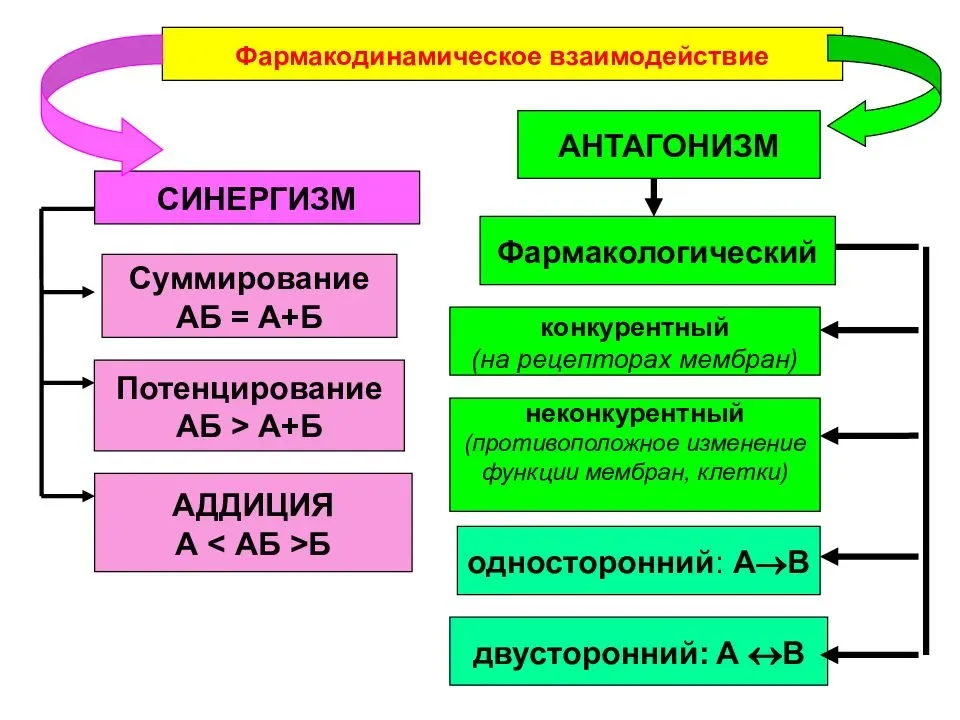 Фармакодинамическое взаимодействие
СИНЕРГИЗМ
Суммирование
АБ = А+Б
Потенцирование
АБ > А+Б
АДДИЦИЯ
А < АБ >Б
АНТАГОНИЗМ
Фармакологический
конкурентный
(на рецепторах мембран)
неконкурентный
(противоположное изменение
функции мембран, клетки)
односторонний: А→В
двусторонний: А ↔В